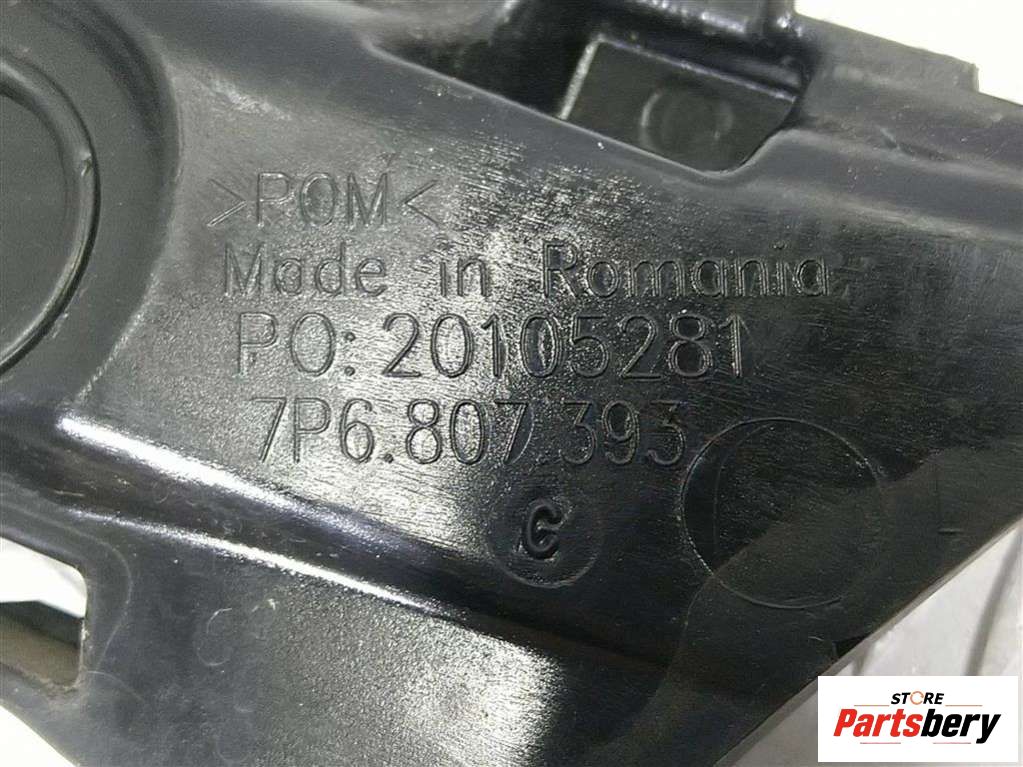 >POM<
Made in Romania
PO: 20105281
7P6.807.393
C
STORE
Partsbery